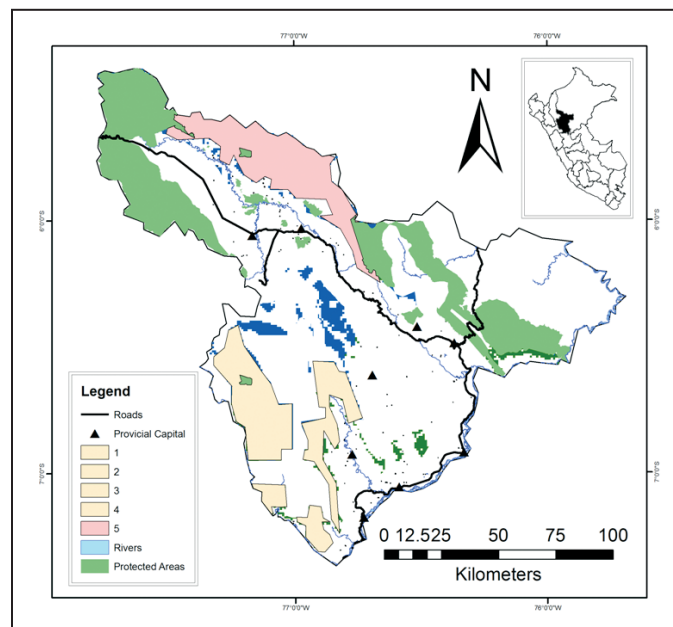 77°0'0"W
76°0'0"W
N
6°0'0"S
6°0'0"S
Legend
Roads
Provicial Capital
1
2
3
4
5
Rivers
Protected Areas
7°0'0"S
7°0'0"S
0 12.525 50 75 100
Kilometers
77°0'0"W
76°0'0"W